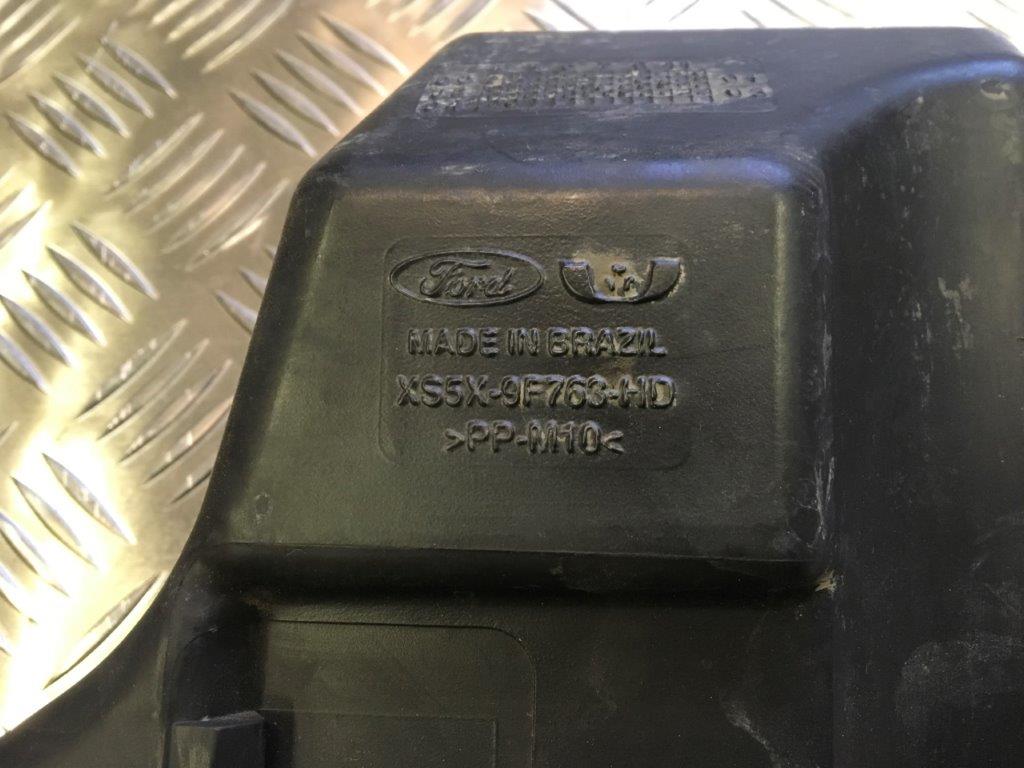 Ford
MADE IN BRAZIL
XS5X-9F763-HD
>PP-M10<